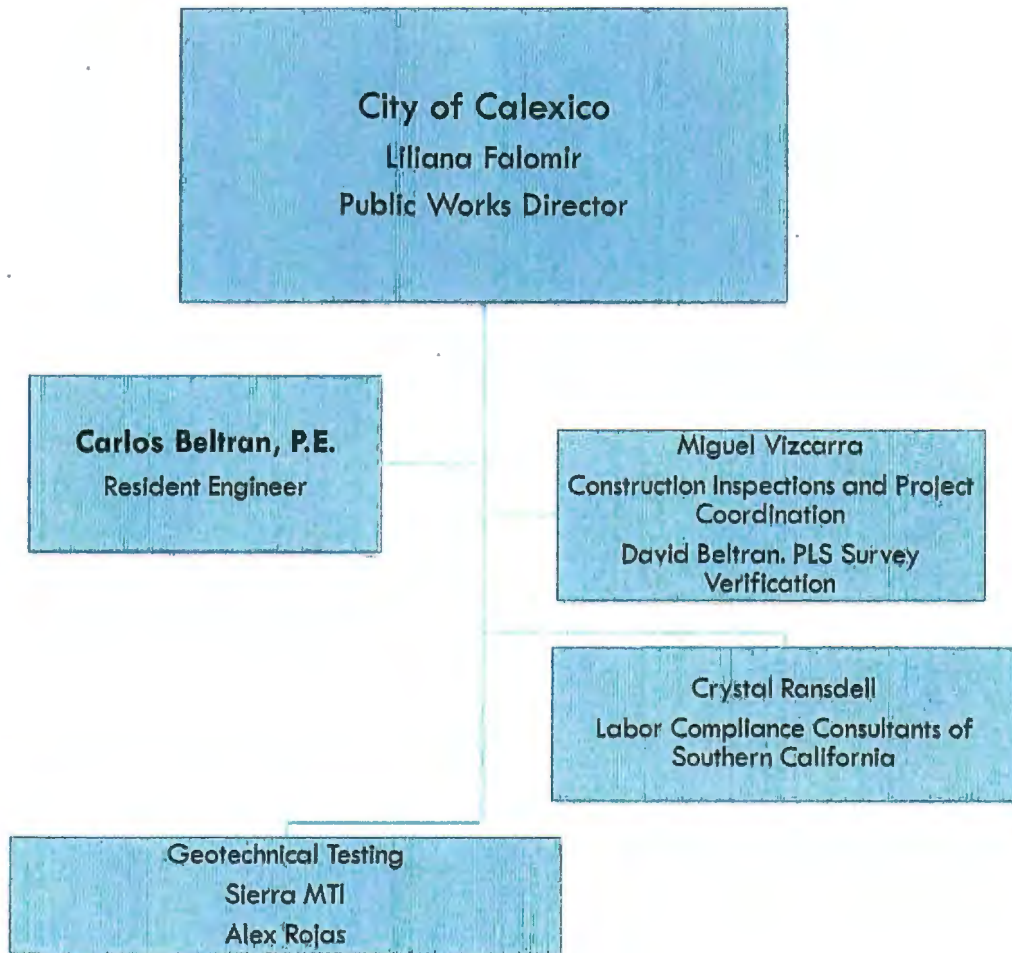 City of Calexico
Liliana Falomir
Public Works Director
Carlos Beltran, P.E.
Resident Engineer
Miguel Vizcarra
Construction Inspections and Project
Coordination
David Beltran. PLS Survey
Verification
Crystal Ransdell
Labor Compliance Consultants of
Southern California
Geotechnical Testing
Sierra MTI
Alex Rojas